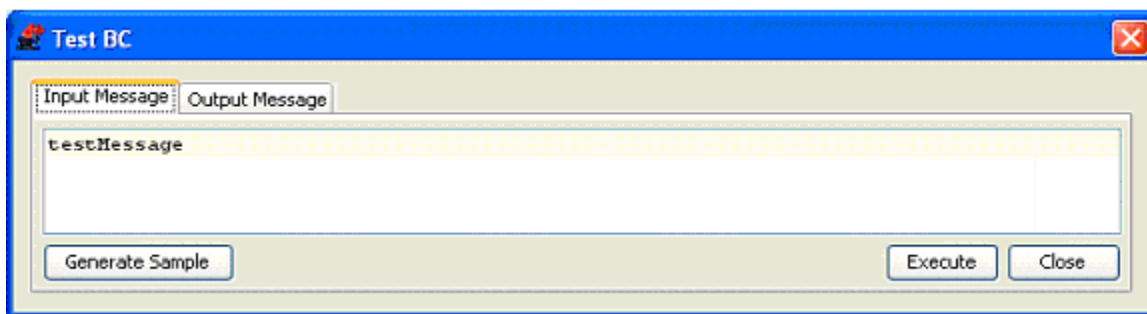 Test BC
Input Message Output Message
testMessage
Generate Sample Execute Close